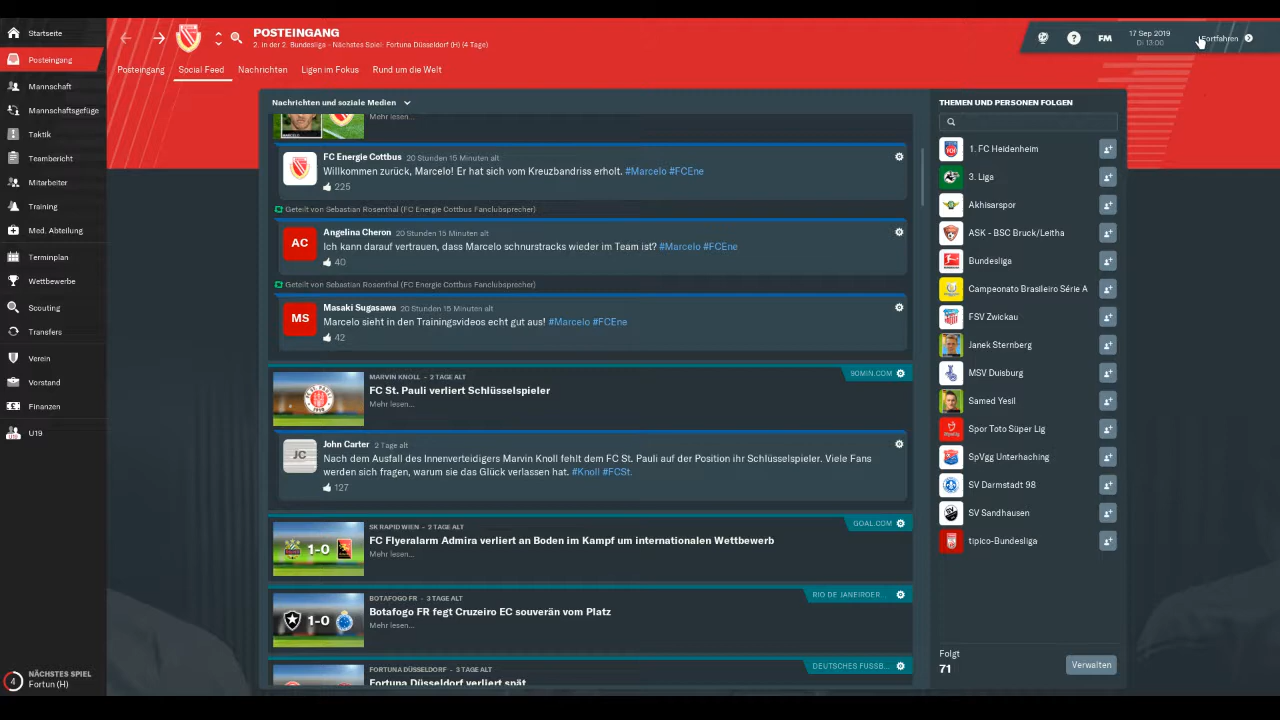 Startseite
Posteingang
Mannschaft
Mannschaftsgefüge
Taktik
Teambericht
Mitarbeiter
Training
Med. Abteilung
Terminplan
Wettbewerbe
Scouting
Transfers
Verein
Vorstand
Finanzen
U19
NÄCHSTES SPIEL
4
Fortun (H)
POSTEINGANG
2. in der 2. Bundesliga - Nächstes Spiel- Fortuna Düsseldorf (H) (4 Tage)
FM
17 Sep 2019
Di 13:00
Fortfahren
Posteingang Social Feed Nachrichten Ligen im Fokus Rund um die Welt
Nachrichten und soziale Medien
MARCELO
Mehr lesen...
FC Energie Cottbus 20 Stunden 15 Minuten alt
Willkommen zurück, Marcelo! Er hat sich vom Kreuzbandriss erholt. #Marcelo #FCEne
225
Geteilt von Sebastian Rosenthal (FC Energie Cottbus Fanclubsprecher)
AC
Angelina Cheron 20 Stunden 15 Minuten alt
Ich kann darauf vertrauen, dass Marcelo schnurstracks wieder im Team ist? #Marcelo #FCEne
40
Geteilt von Sebastian Rosenthal (FC Energie Cottbus Fanclubsprecher)
MS
Masaki Sugasawa 20 Stunden 15 Minuten alt
Marcelo sieht in den Trainingsvideos echt gut aus! #Marcelo #FCEne
42
MARVIN KNOLL - 2 TAGE ALT
90MIN.COM
FC St. Pauli verliert Schlüsselspieler
Mehr lesen...
JC
John Carter 2 Tage alt
Nach dem Ausfall des Innenverteidigers Marvin Knoll fehlt dem FC St. Pauli auf der Position ihr Schlüsselspieler. Viele Fans
werden sich fragen, warum sie das Glück verlassen hat. #Knoll #FCSt.
127
SK RAPID WIEN - 2 TAGE ALT
GOAL.COM
1-0
FC Flyeralarm Admira verliert an Boden im Kampf um internationalen Wettbewerb
Mehr lesen...
BOTAFOGO FR - 3 TAGE ALT
RIO DE JANEIROER...
1-0
Botafogo FR fegt Cruzeiro EC souverän vom Platz
Mehr lesen...
FORTUNA DÜSSELDORF - 3 TAGE ALT
DEUTSCHES FUSSB...
Fortuna Düsseldorf verliert spät
THEMEN UND PERSONEN FOLGEN
1. FC Heidenheim
3. Liga
Akhisarspor
ASK - BSC Bruck/Leitha
Bundesliga
Campeonato Brasileiro Série A
FSV Zwickau
Janek Sternberg
MSV Duisburg
Samed Yesil
Spor Toto Süper Lig
SpVgg Unterhaching
SV Darmstadt 98
SV Sandhausen
tipico-Bundesliga
Folgt
71
Verwalten